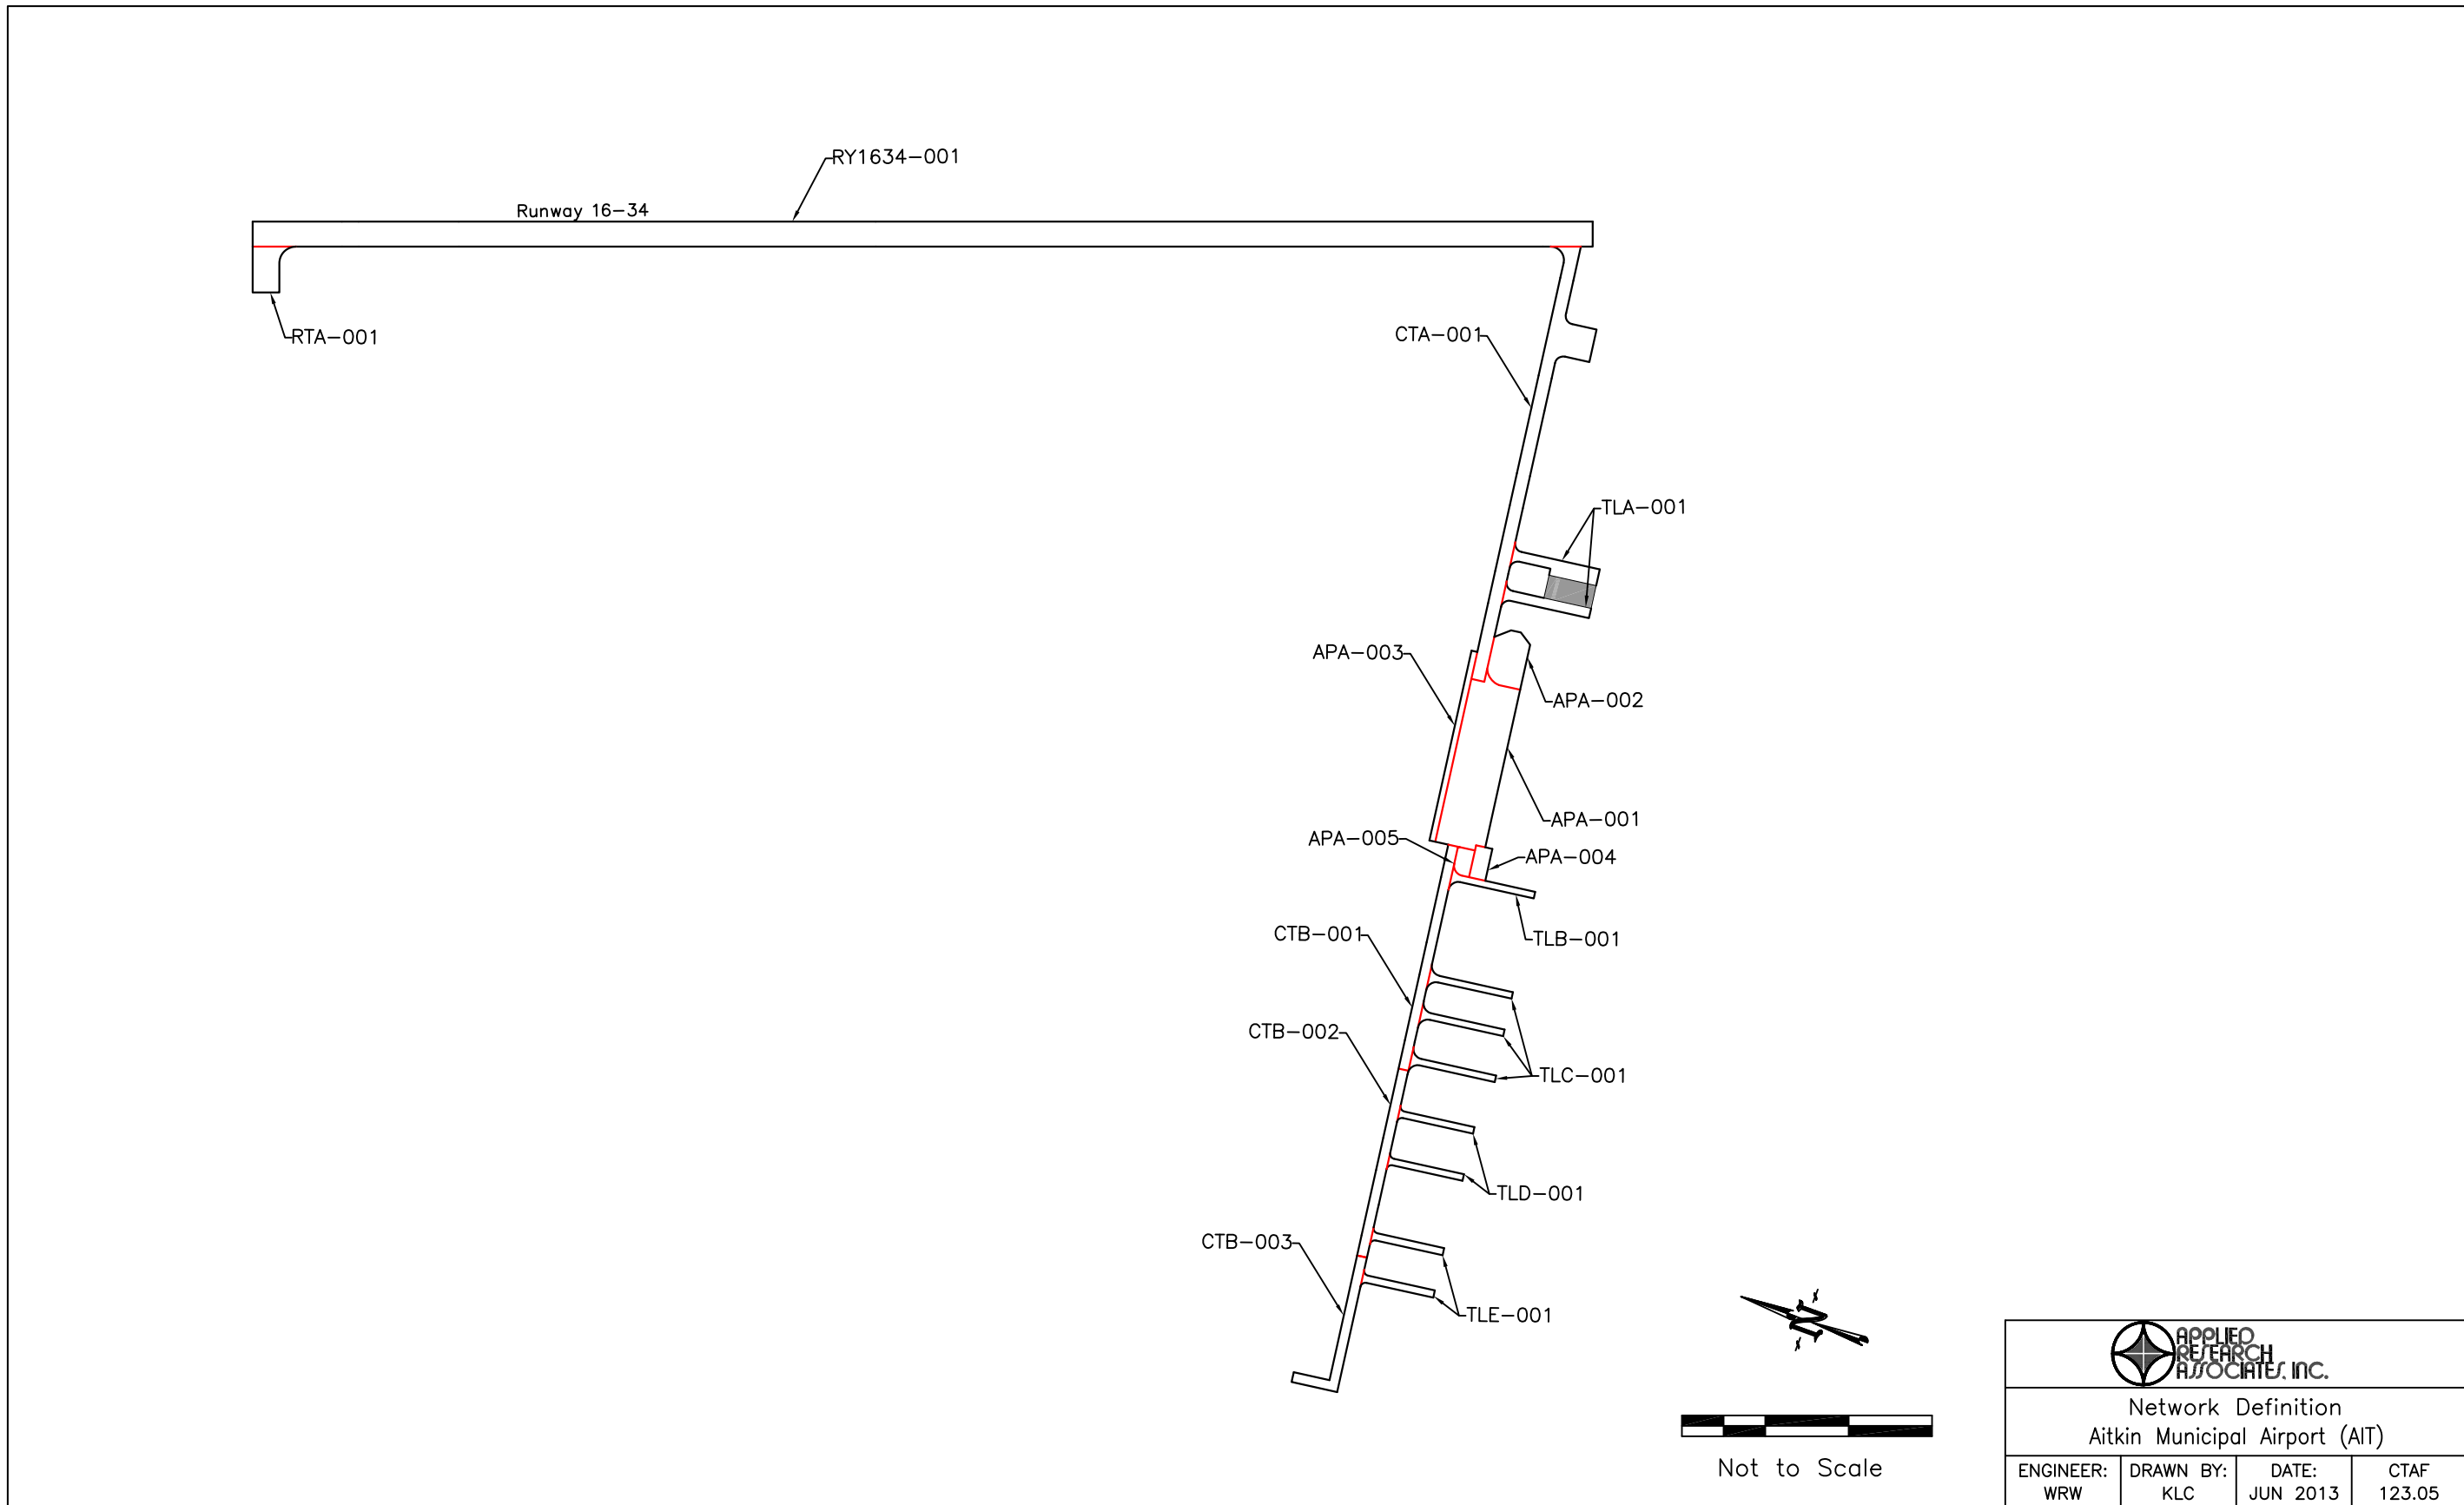 RY1634-001
Runway 16-34
RTA-001
CTA-001
TLA-001
APA-003
APA-002
APA-001
APA-005
APA-004
CTB-001
TLB-001
CTB-002
TLC-001
TLD-001
CTB-003
TLE-001
N
Not to Scale
APPLIED
RESEARCH
ASSOCIATES, INC.
Network Definition
Aitkin Municipal Airport (AIT)
ENGINEER:
WRW
DRAWN BY:
KLC
DATE:
JUN 2013
CTAF
123.05